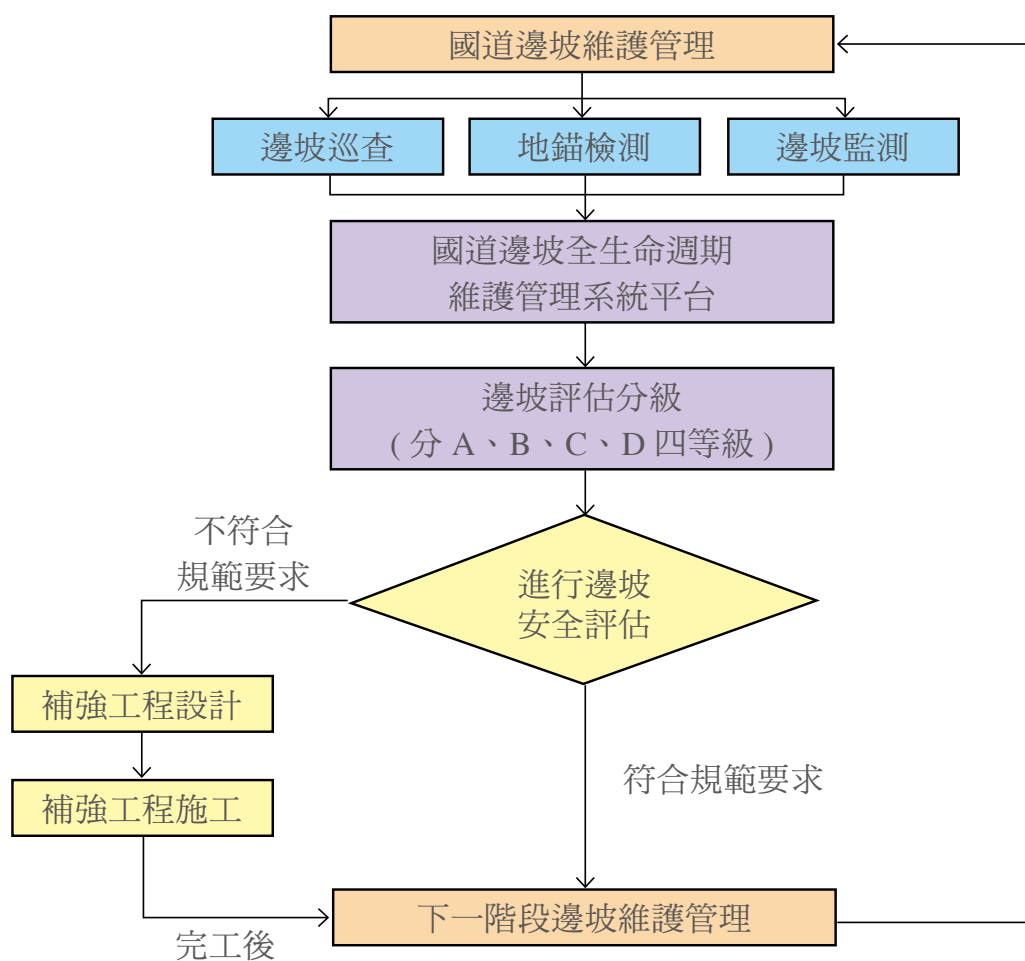 國道邊坡維護管理
邊坡巡查
地錨檢測
邊坡監測
國道邊坡全生命週期
維護管理系統平台
邊坡評估分級
( 分 A、B、C、D 四等級 )
不符合
規範要求
進行邊坡
安全評估
補強工程設計
符合規範要求
補強工程施工
下一階段邊坡維護管理
完工後